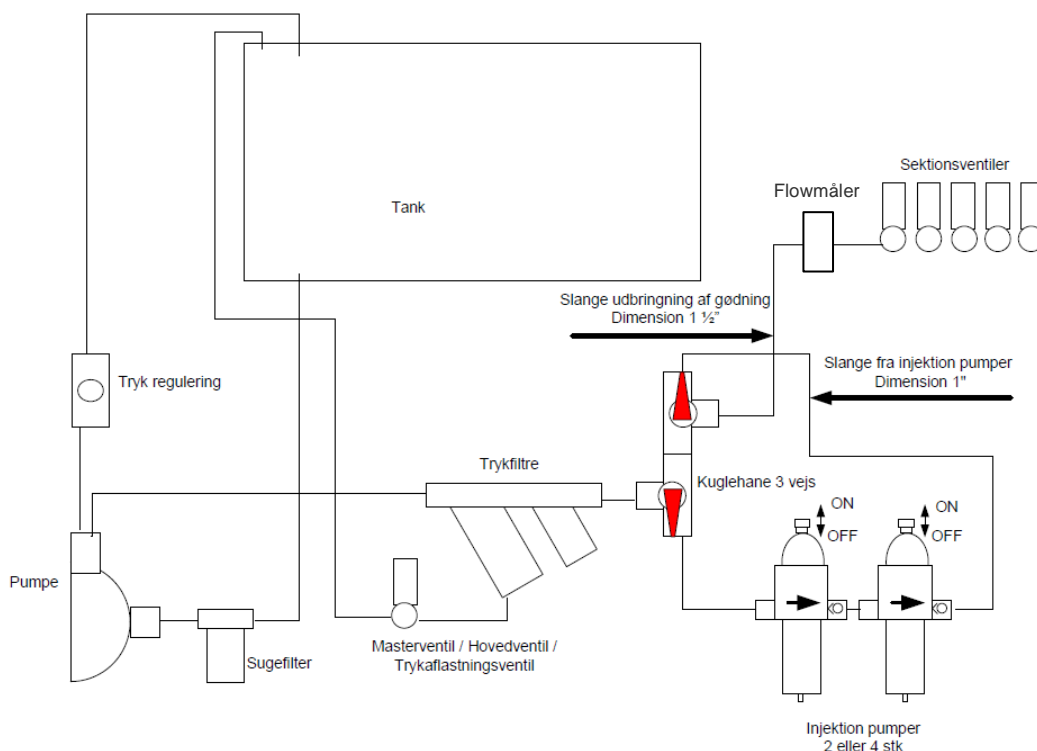 Tank
Sektionsventiler
Flowmåler
Slange udbringning af gødning
Dimension 1 ½”
Slange fra injektion pumper
Dimension 1”
Tryk regulering
Trykfiltre
Kuglehane 3 vejs
ON
OFF
ON
OFF
Pumpe
Sugefilter
Masterventil / Hovedventil /
Trykaflastningsventil
Injektion pumper
2 eller 4 stk